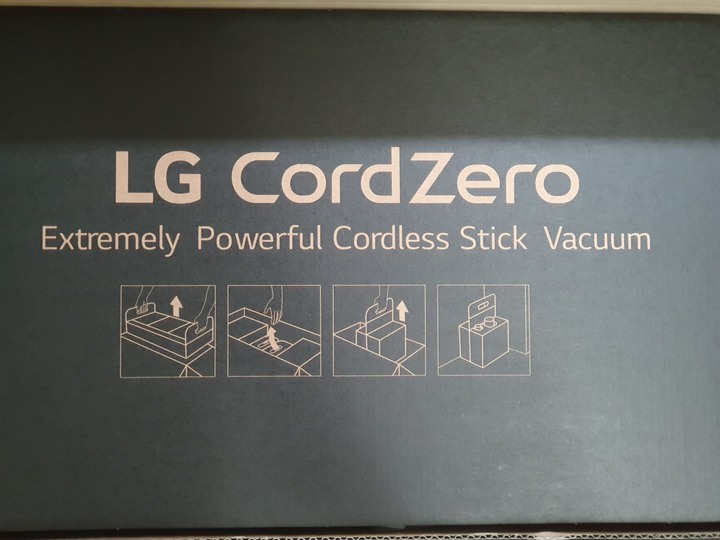 LG CordZero
Extremely Powerful Cordless Stick Vacuum